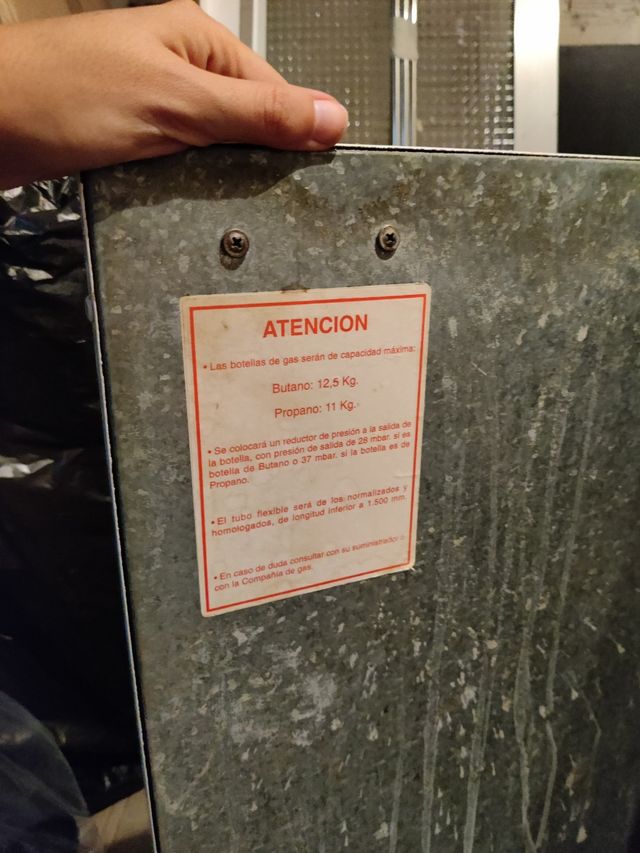 ATENCION
• Las botellas de gas serán de capacidad máxima:
Butano: 12,5 Kg.
Propano: 11 Kg.
• Se colocará un reductor de presión a la salida de
la botella, con presión de salida de 28 mbar. si es
botella de Butano o 37 mbar. si la botella es de
Propano.
• El tubo flexible será de los normalizados y
homologados, de longitud inferior a 1.500 mm.
• En caso de duda consultar con su suministrador o
con la Compañía de gas.